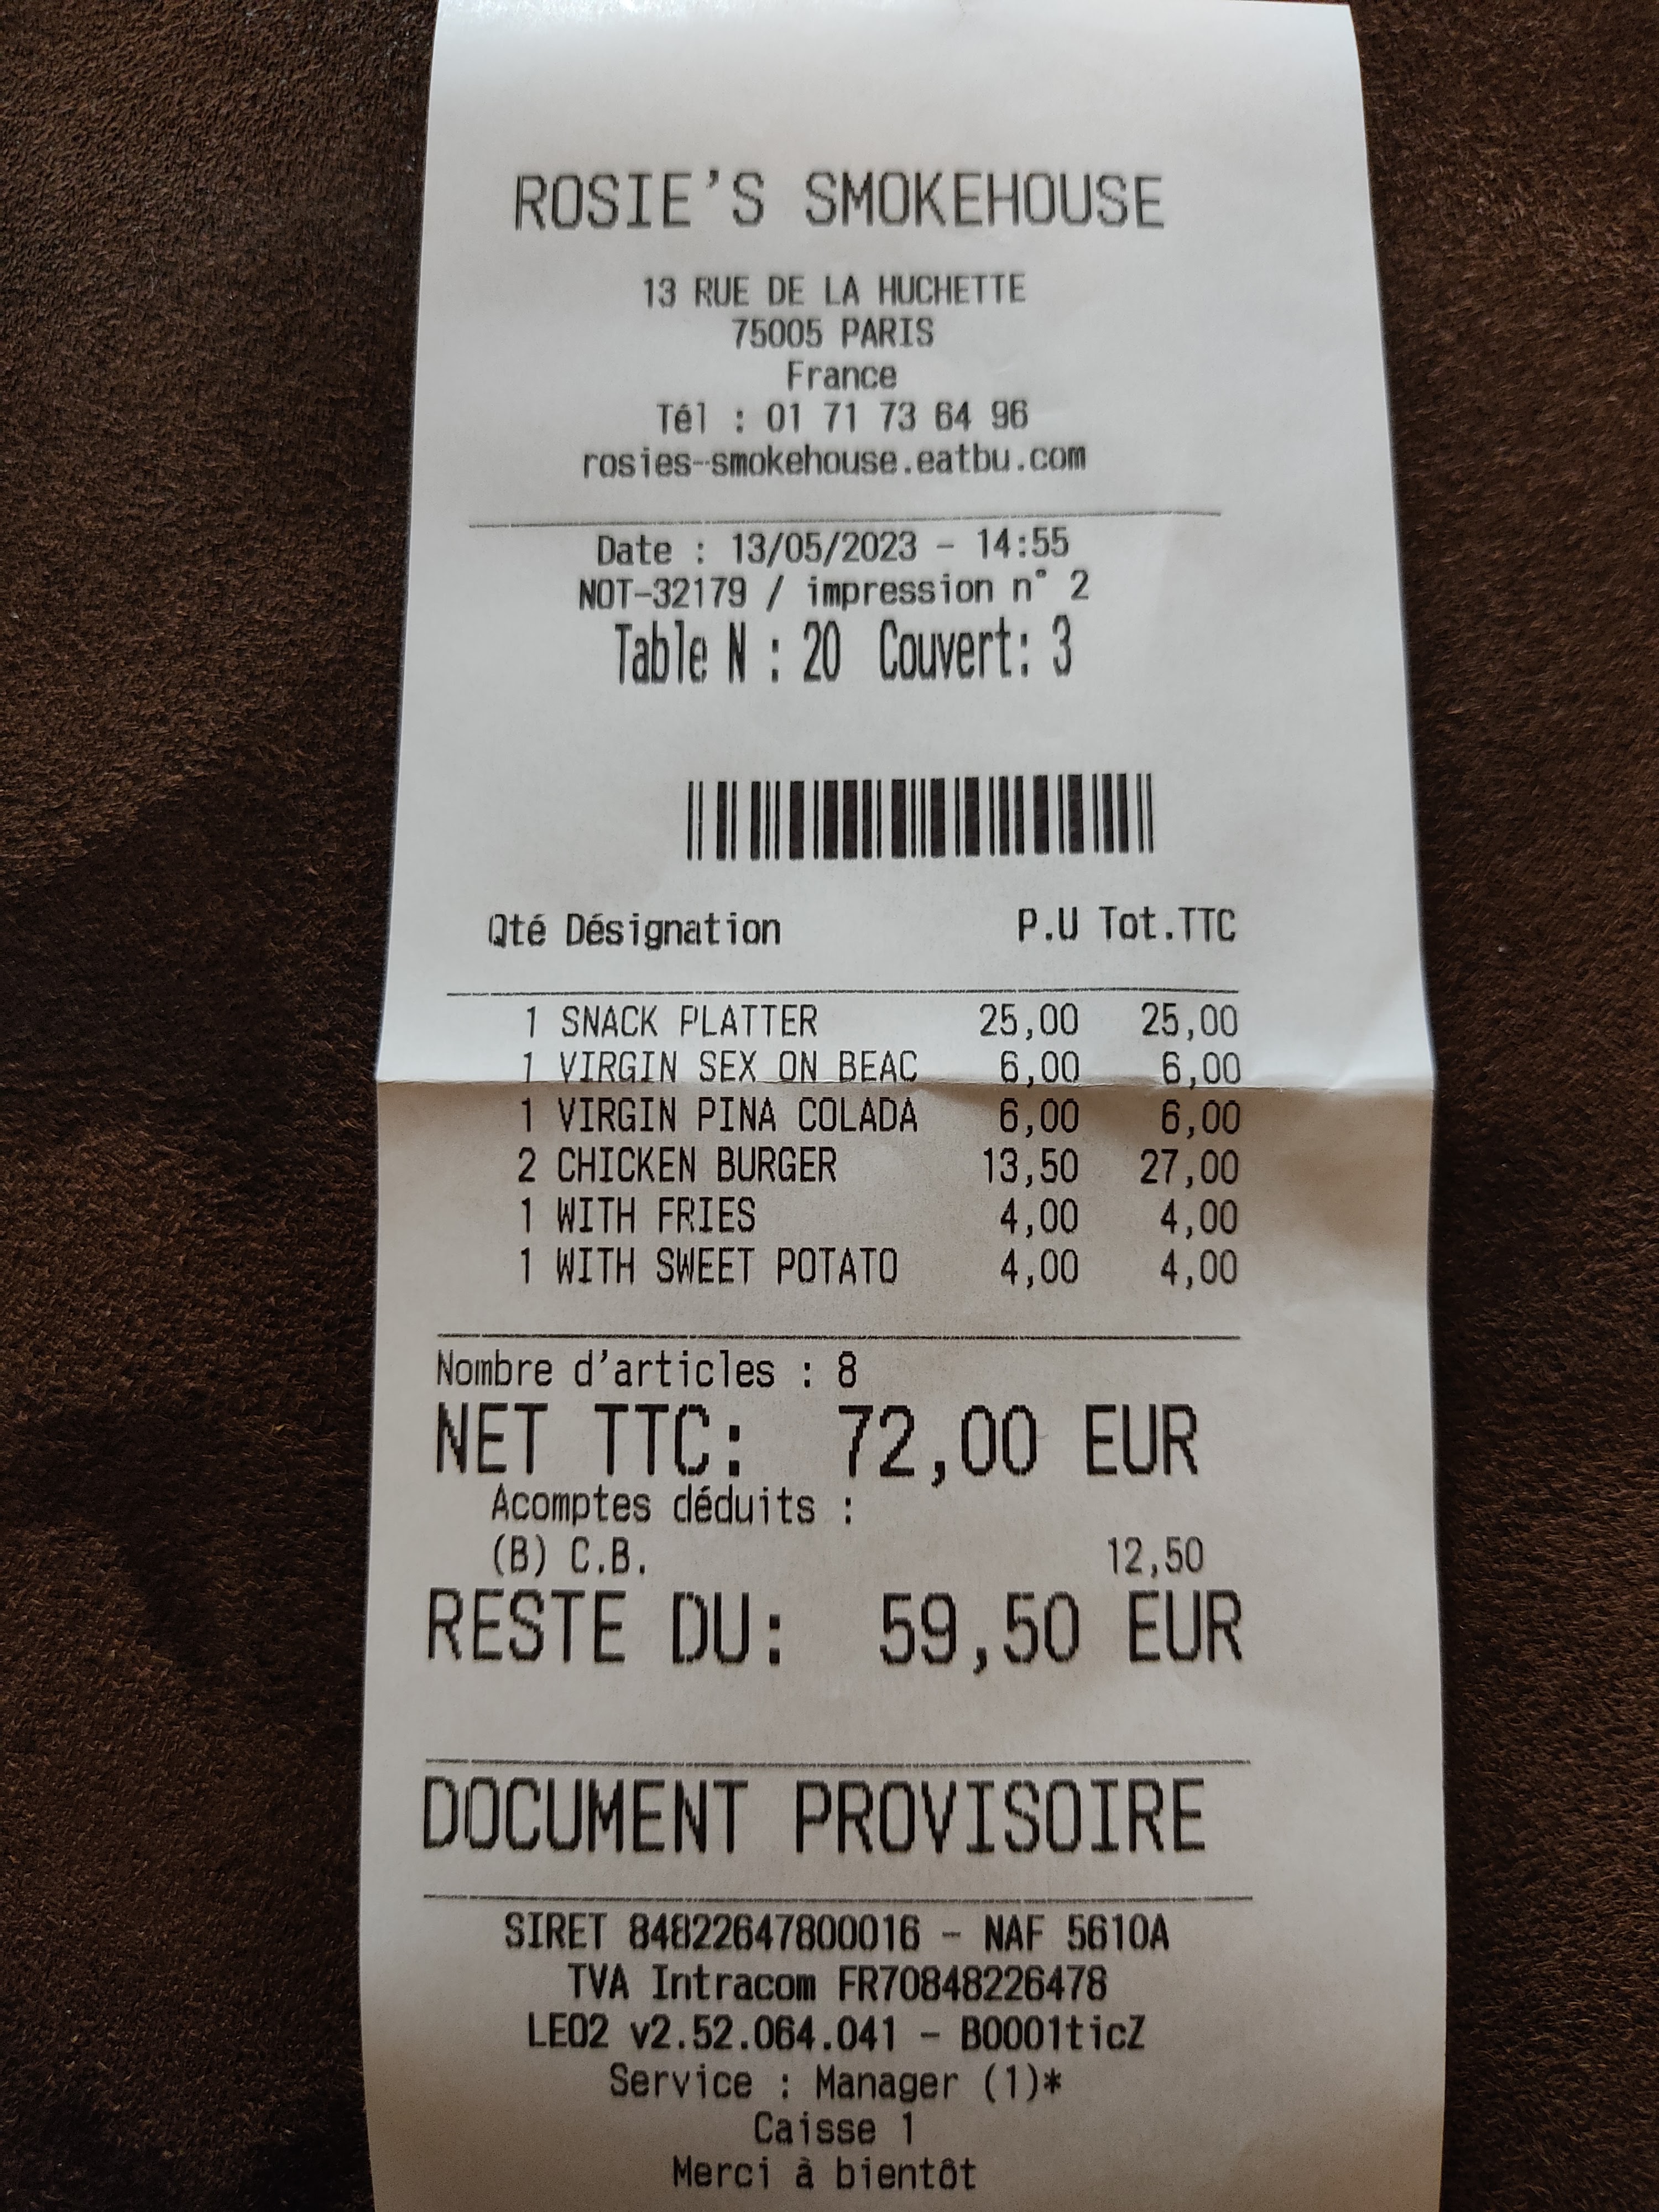 ROSIE'S SMOKEHOUSE
13 RUE DE LA HUCHETTE
75005 PARIS
France
Tél : 01 71 73 64 96
rosies-smokehouse.eatbu.com
Date : 13/05/2023 - 14:55
NOT-32179 / impression n° 2
Table N : 20 Couvert: 3
Qté Désignation P.U Tot.TTC
1 SNACK PLATTER 25,00 25,00
1 VIRGIN SEX ON BEAC 6,00 6,00
1 VIRGIN PINA COLADA 6,00 6,00
2 CHICKEN BURGER 13,50 27,00
1 WITH FRIES 4,00 4,00
1 WITH SWEET POTATO 4,00 4,00
Nombre d'articles : 8
NET TTC: 72,00 EUR
Acomptes déduits :
(B) C.B. 12,50
RESTE DU: 59,50 EUR
DOCUMENT PROVISOIRE
SIRET 84822647800016 - NAF 5610A
TVA Intracom FR70848226478
LEO2 v2.52.064.041 - B0001ticZ
Service : Manager (1)*
Caisse 1
Merci à bientôt